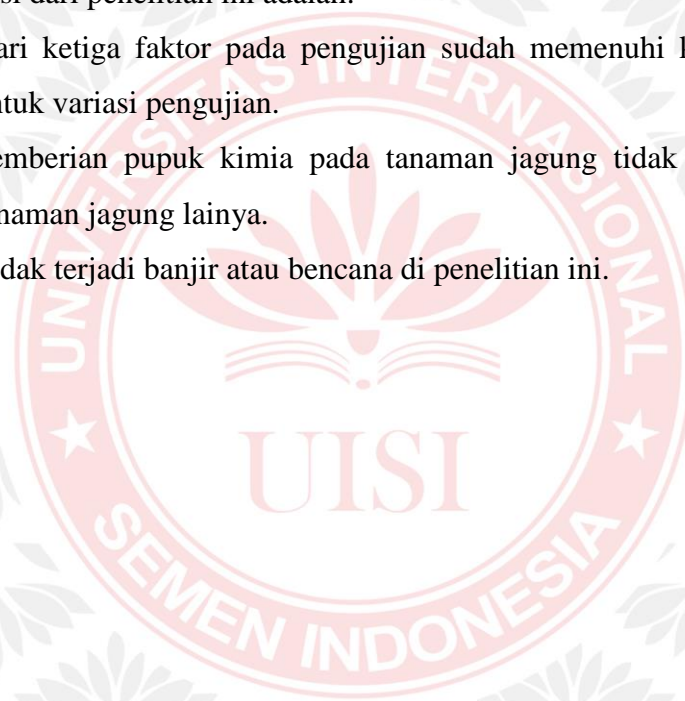 si dari penelitian ini adalah:
ari ketiga faktor pada pengujian sudah memenuhi
ntuk variasi pengujian.
emberian pupuk kimia pada tanaman jagung tidak
naman jagung lainya.
dak terjadi banjir atau bencana di penelitian ini.
UNIVERSITAS INTERNASIONAL
UISI
SEMEN INDONESIA